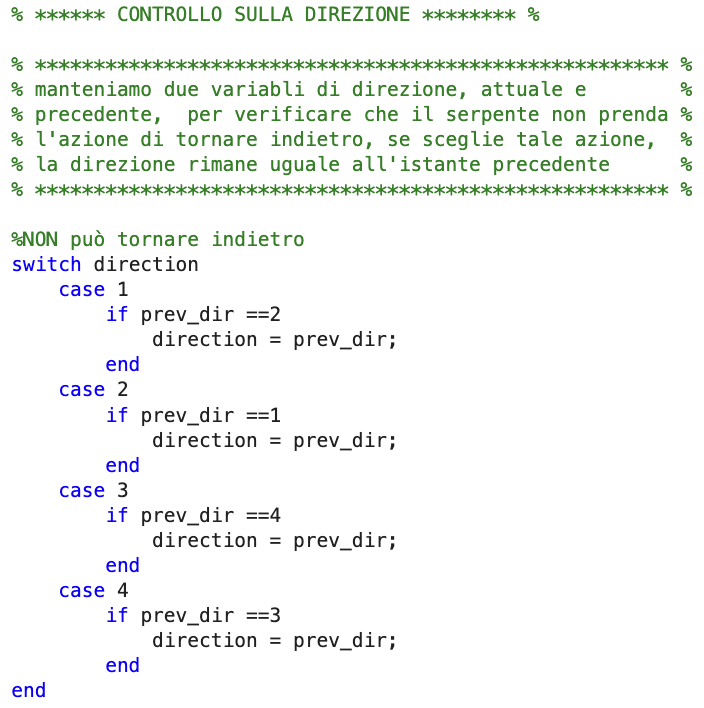 % ****** CONTROLLO SULLA DIREZIONE ******** %
% ****************************************************** %
% manteniamo due variabli di direzione, attuale e        %
% precedente,  per verificare che il serpente non prenda %
% l'azione di tornare indietro, se sceglie tale azione,  %
% la direzione rimane uguale all'istante precedente      %
% ****************************************************** %
%NON può tornare indietro
switch direction
    case 1
        if prev_dir ==2
            direction = prev_dir;
        end
    case 2
        if prev_dir ==1
            direction = prev_dir;
        end
    case 3
        if prev_dir ==4
            direction = prev_dir;
        end
    case 4
        if prev_dir ==3
            direction = prev_dir;
        end
end